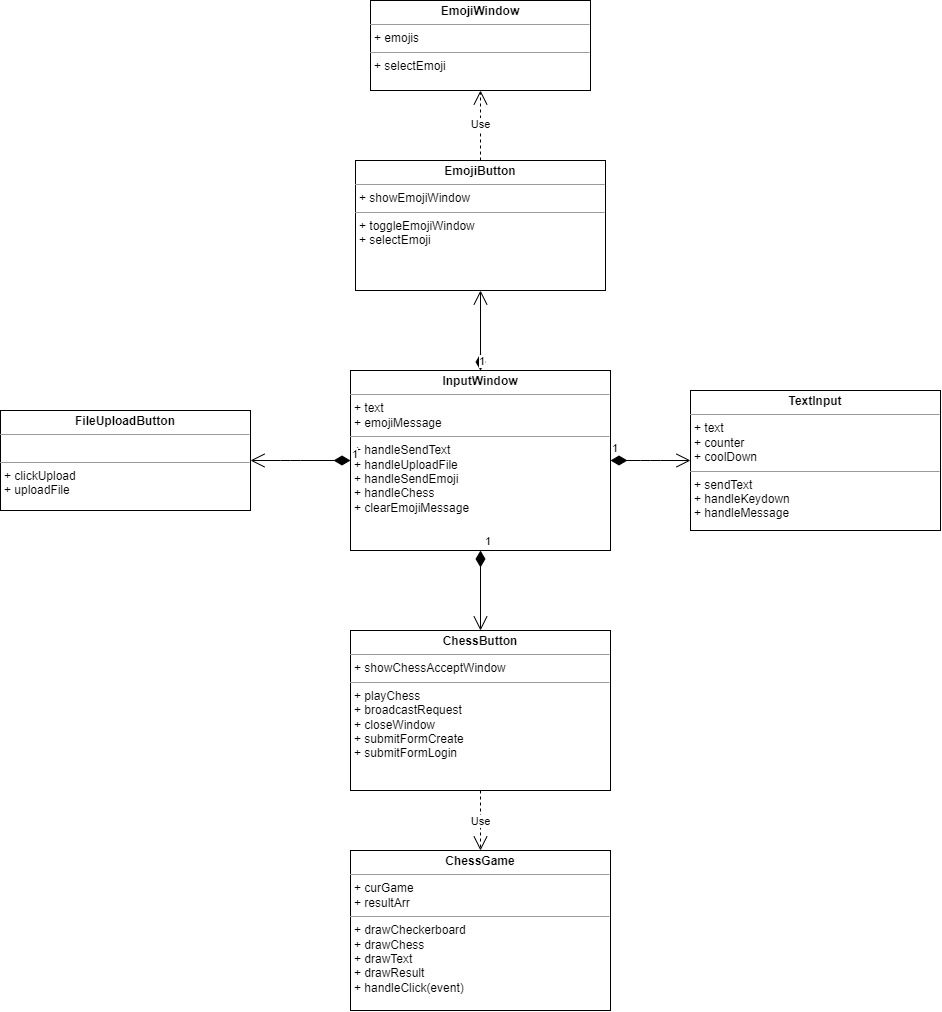 EmojiWindow
+ emojis
+ selectEmoji
Use
EmojiButton
+ showEmojiWindow
+ toggleEmojiWindow
+ selectEmoji
1
InputWindow
+ text
+ emojiMessage
+ handleSendText
+ handleUploadFile
+ handleSendEmoji
+ handleChess
+ clearEmojiMessage
FileUploadButton
+ clickUpload
+ uploadFile
1
1
TextInput
+ text
+ counter
+ coolDown
+ sendText
+ handleKeydown
+ handleMessage
1
ChessButton
+ showChessAcceptWindow
+ playChess
+ broadcastRequest
+ closeWindow
+ submitFormCreate
+ submitFormLogin
Use
ChessGame
+ curGame
+ resultArr
+ drawCheckerboard
+ drawChess
+ drawText
+ drawResult
+ handleClick(event)